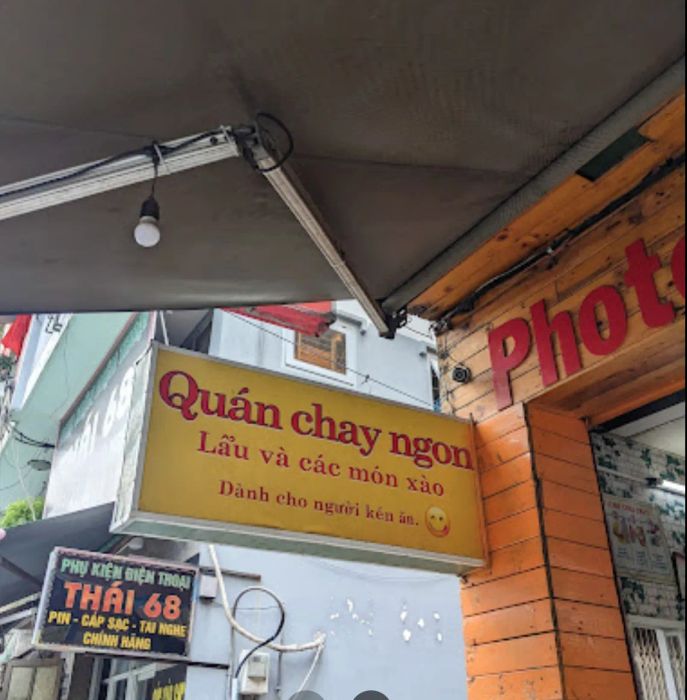 Quán chay ngon
Lẩu và các món xào
Dành cho người kén ăn.
Phot
PHỤ KIỆN ĐIỆN THOẠI
THÁI 68
PIN - CÁP SẠC - TAI NGHE
CHÍNH HÃNG